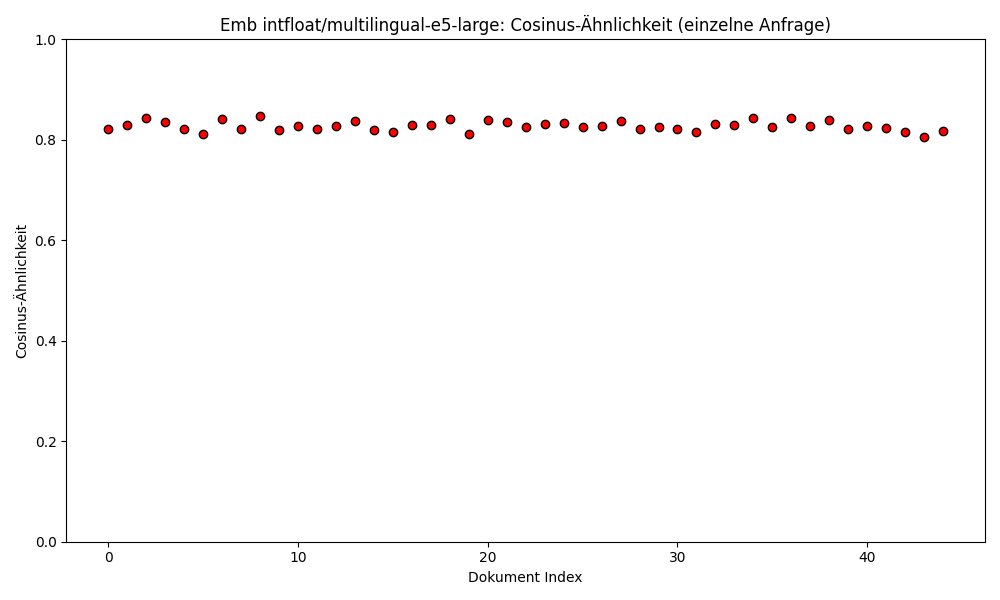 Emb intfloat/multilingual-e5-large: Cosinus-Ähnlichkeit (einzelne Anfrage)
1.0
0.8
0.6
0.4
0.2
0.0
Cosinus-Ähnlichkeit
0 10 20 30 40
Dokument Index